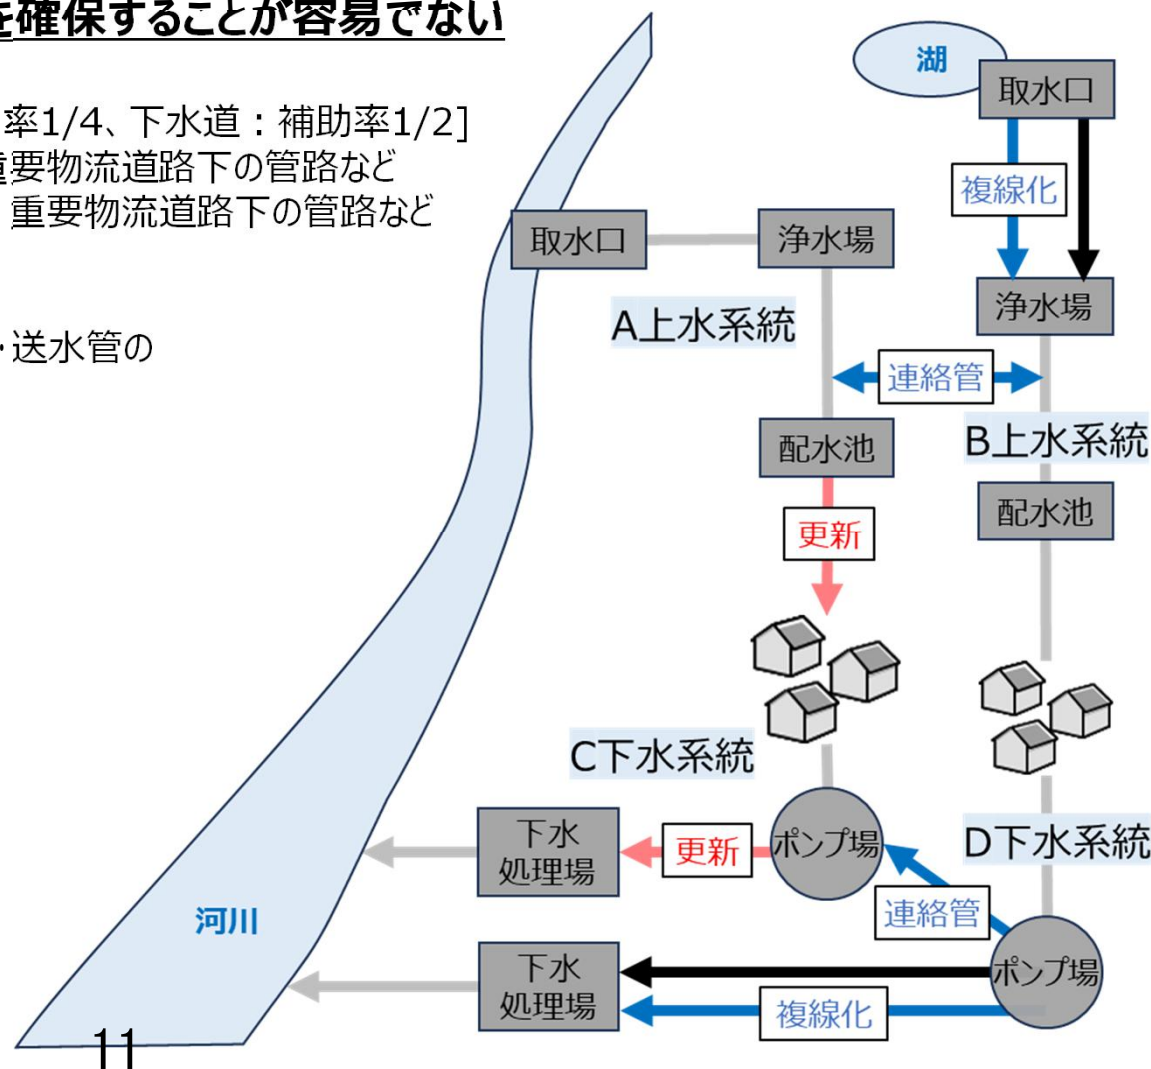 を確保することが容易でない
率1/4、下水道：補助率1/2]
要物流道路下の管路など
重要物流道路下の管路など
・送水管の
湖
取水口
複線化
浄水場
取水口
浄水場
A上水系統
連絡管
B上水系統
配水池
配水池
更新
C下水系統
D下水系統
下水
処理場
更新
ポンプ場
連絡管
河川
下水
処理場
ポンプ場
複線化
11